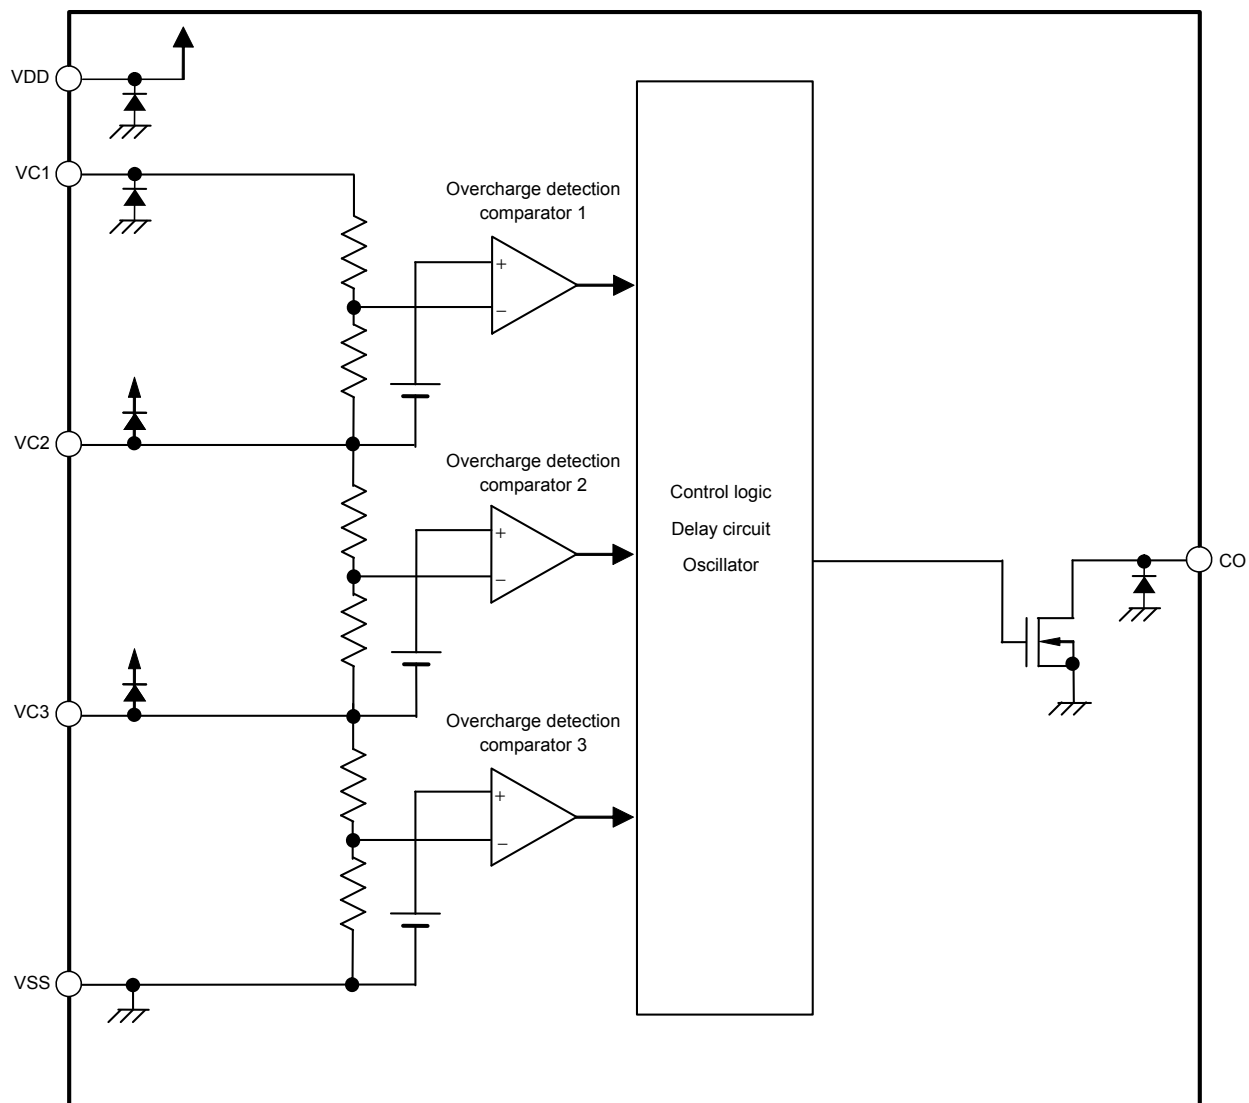 VDD
VC1
Overcharge detection
comparator 1
+
−
VC2
Overcharge detection
comparator 2
+
−
Control logic
Delay circuit
Oscillator
CO
VC3
Overcharge detection
comparator 3
+
−
VSS